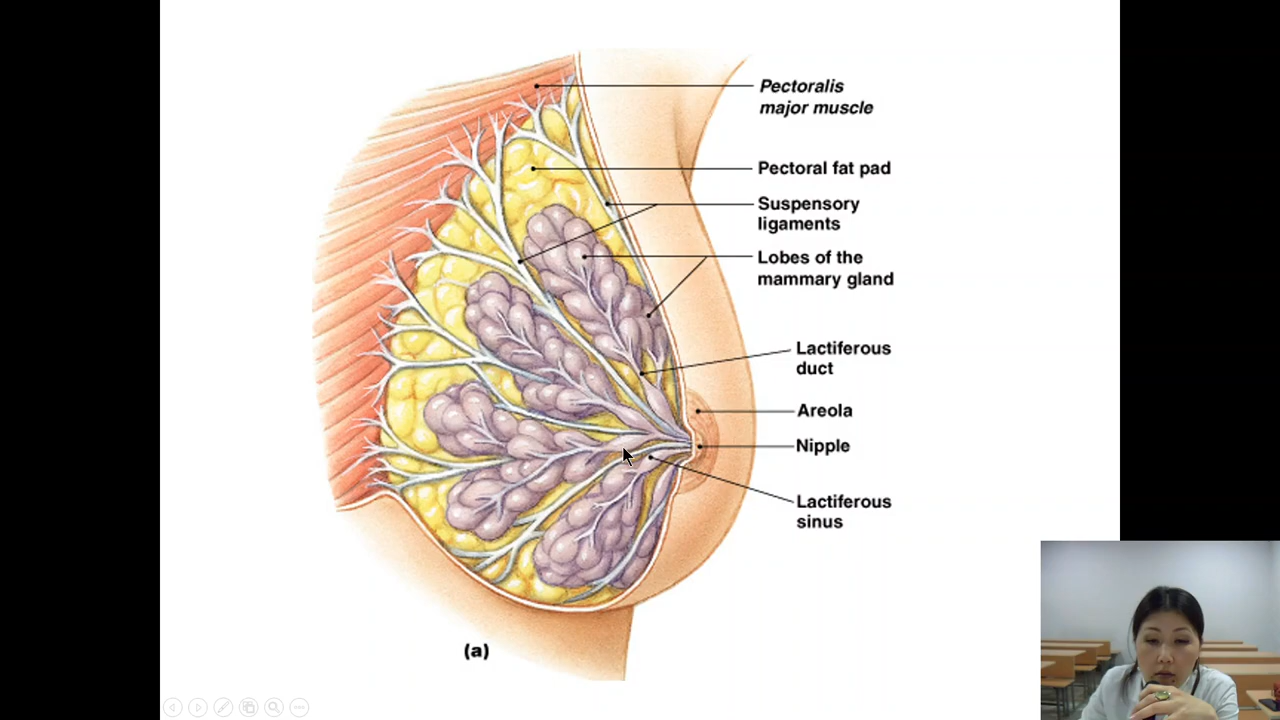 Pectoralis
major muscle
Pectoral fat pad
Suspensory
ligaments
Lobes of the
mammary gland
Lactiferous
duct
Areola
Nipple
Lactiferous
sinus
(a)